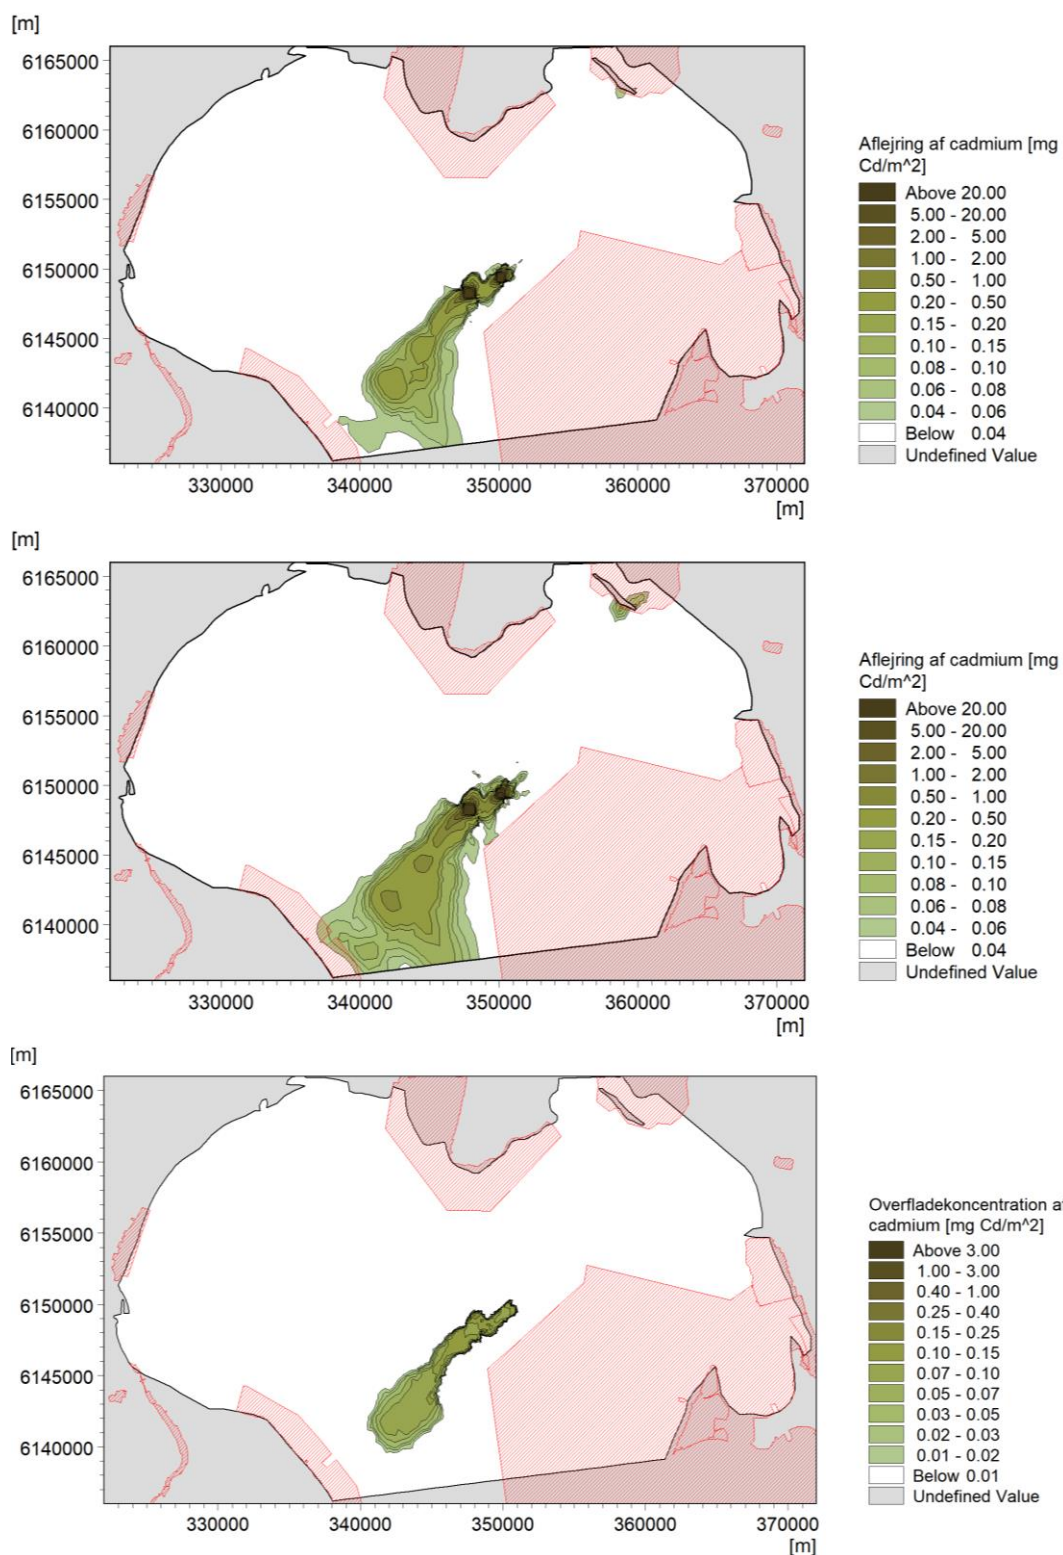 [m]
6165000
6160000
6155000
6150000
6145000
6140000
330000 340000 350000 360000 370000
[m]
Aflejring af cadmium [mg
Cd/m^2]
Above 20.00
5.00 - 20.00
2.00 - 5.00
1.00 - 2.00
0.50 - 1.00
0.20 - 0.50
0.15 - 0.20
0.10 - 0.15
0.08 - 0.10
0.06 - 0.08
0.04 - 0.06
Below 0.04
Undefined Value
[m]
6165000
6160000
6155000
6150000
6145000
6140000
330000 340000 350000 360000 370000
[m]
Aflejring af cadmium [mg
Cd/m^2]
Above 20.00
5.00 - 20.00
2.00 - 5.00
1.00 - 2.00
0.50 - 1.00
0.20 - 0.50
0.15 - 0.20
0.10 - 0.15
0.08 - 0.10
0.06 - 0.08
0.04 - 0.06
Below 0.04
Undefined Value
[m]
6165000
6160000
6155000
6150000
6145000
6140000
330000 340000 350000 360000 370000
[m]
Overfladekoncentration a
cadmium [mg Cd/m^2]
Above 3.00
1.00 - 3.00
0.40 - 1.00
0.25 - 0.40
0.15 - 0.25
0.10 - 0.15
0.07 - 0.10
0.05 - 0.07
0.03 - 0.05
0.02 - 0.03
0.01 - 0.02
Below 0.01
Undefined Value